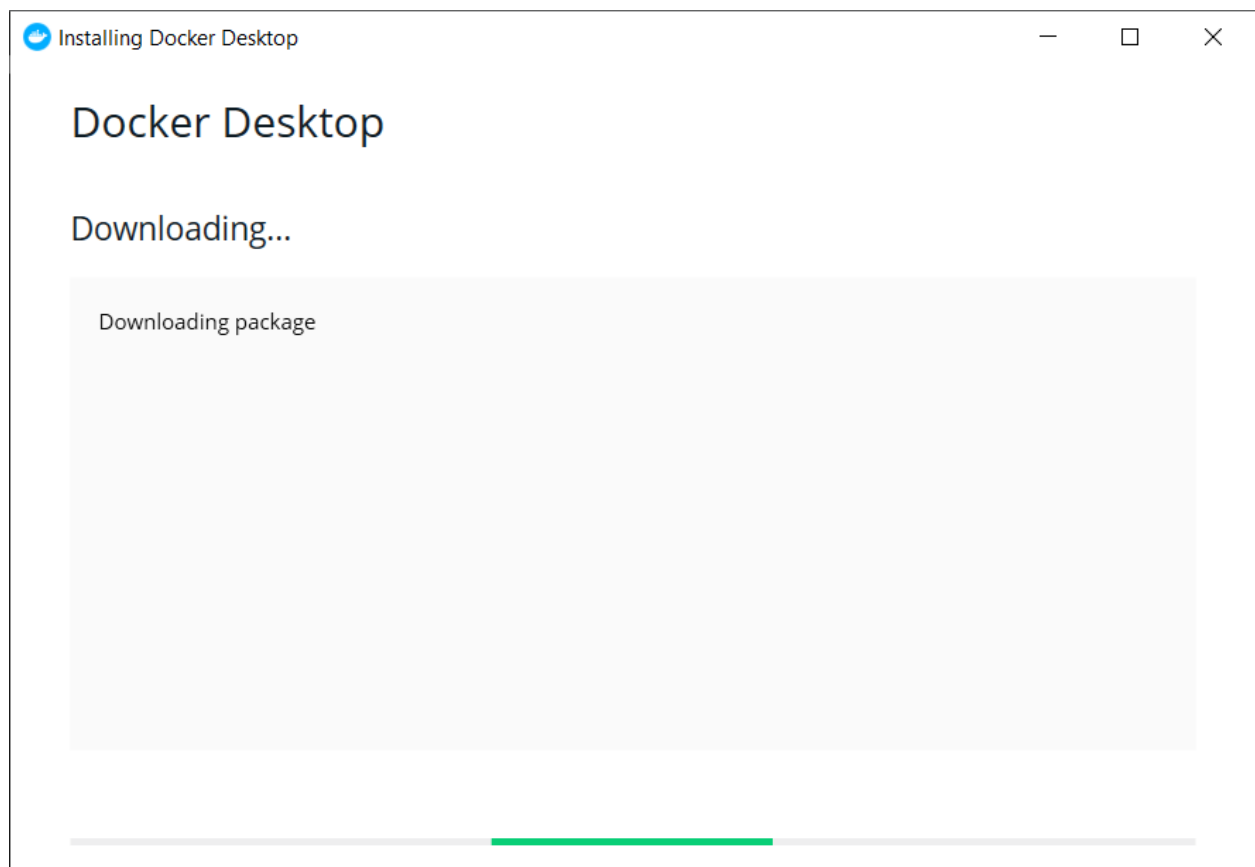 Installing Docker Desktop
Docker Desktop
Downloading...
Downloading package